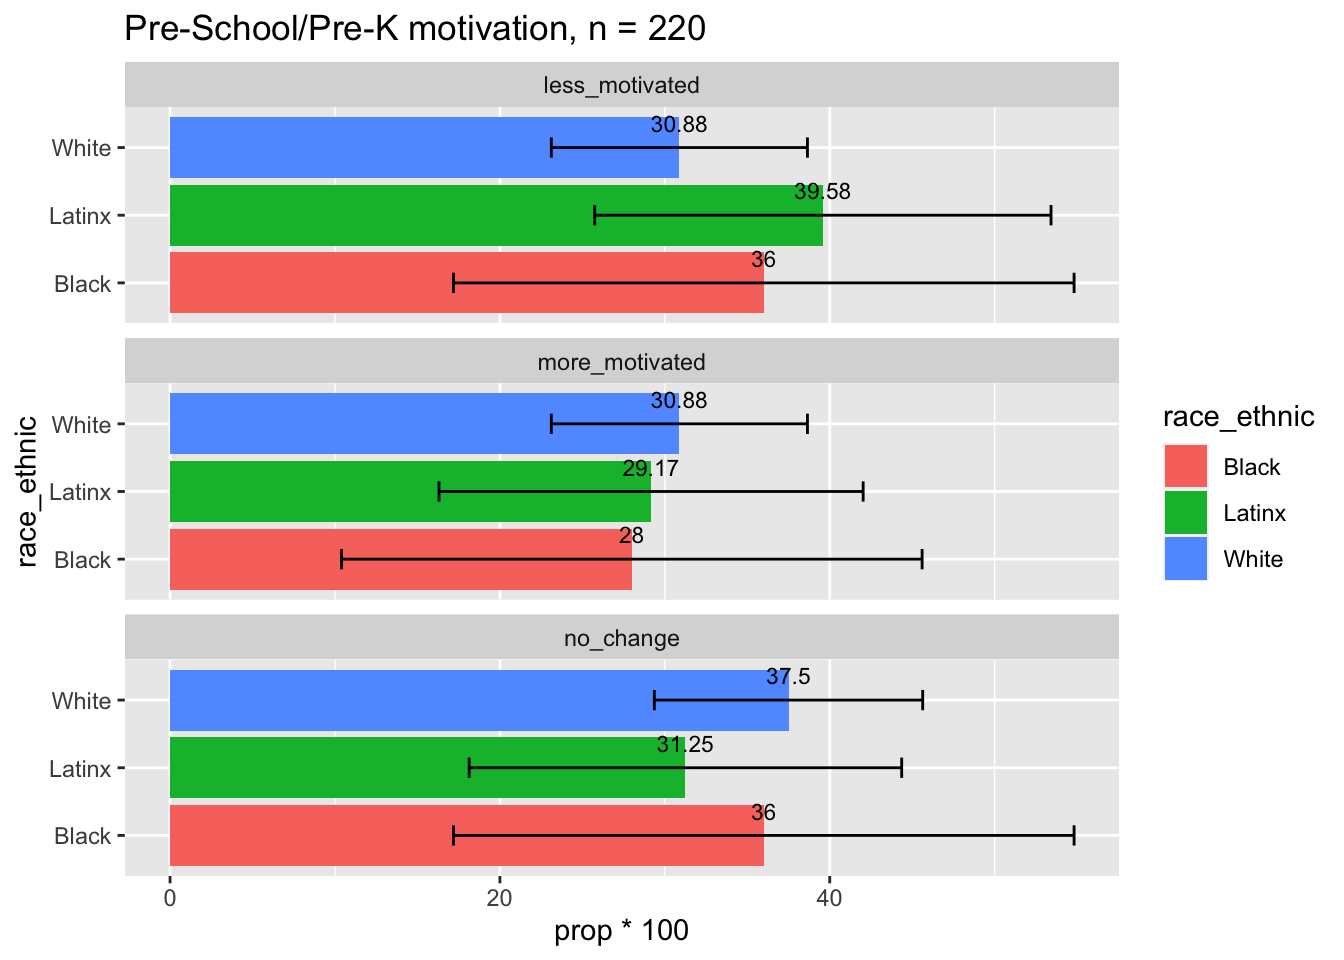 Pre-School/Pre-K motivation, n = 220
less_motivated
White
30.88
Latinx
39.58
Black
36
more_motivated
White
30.88
Latinx
29.17
Black
28
no_change
White
37.5
Latinx
31.25
Black
36
0 20 40
prop * 100
race_ethnic
race_ethnic
Black
Latinx
White